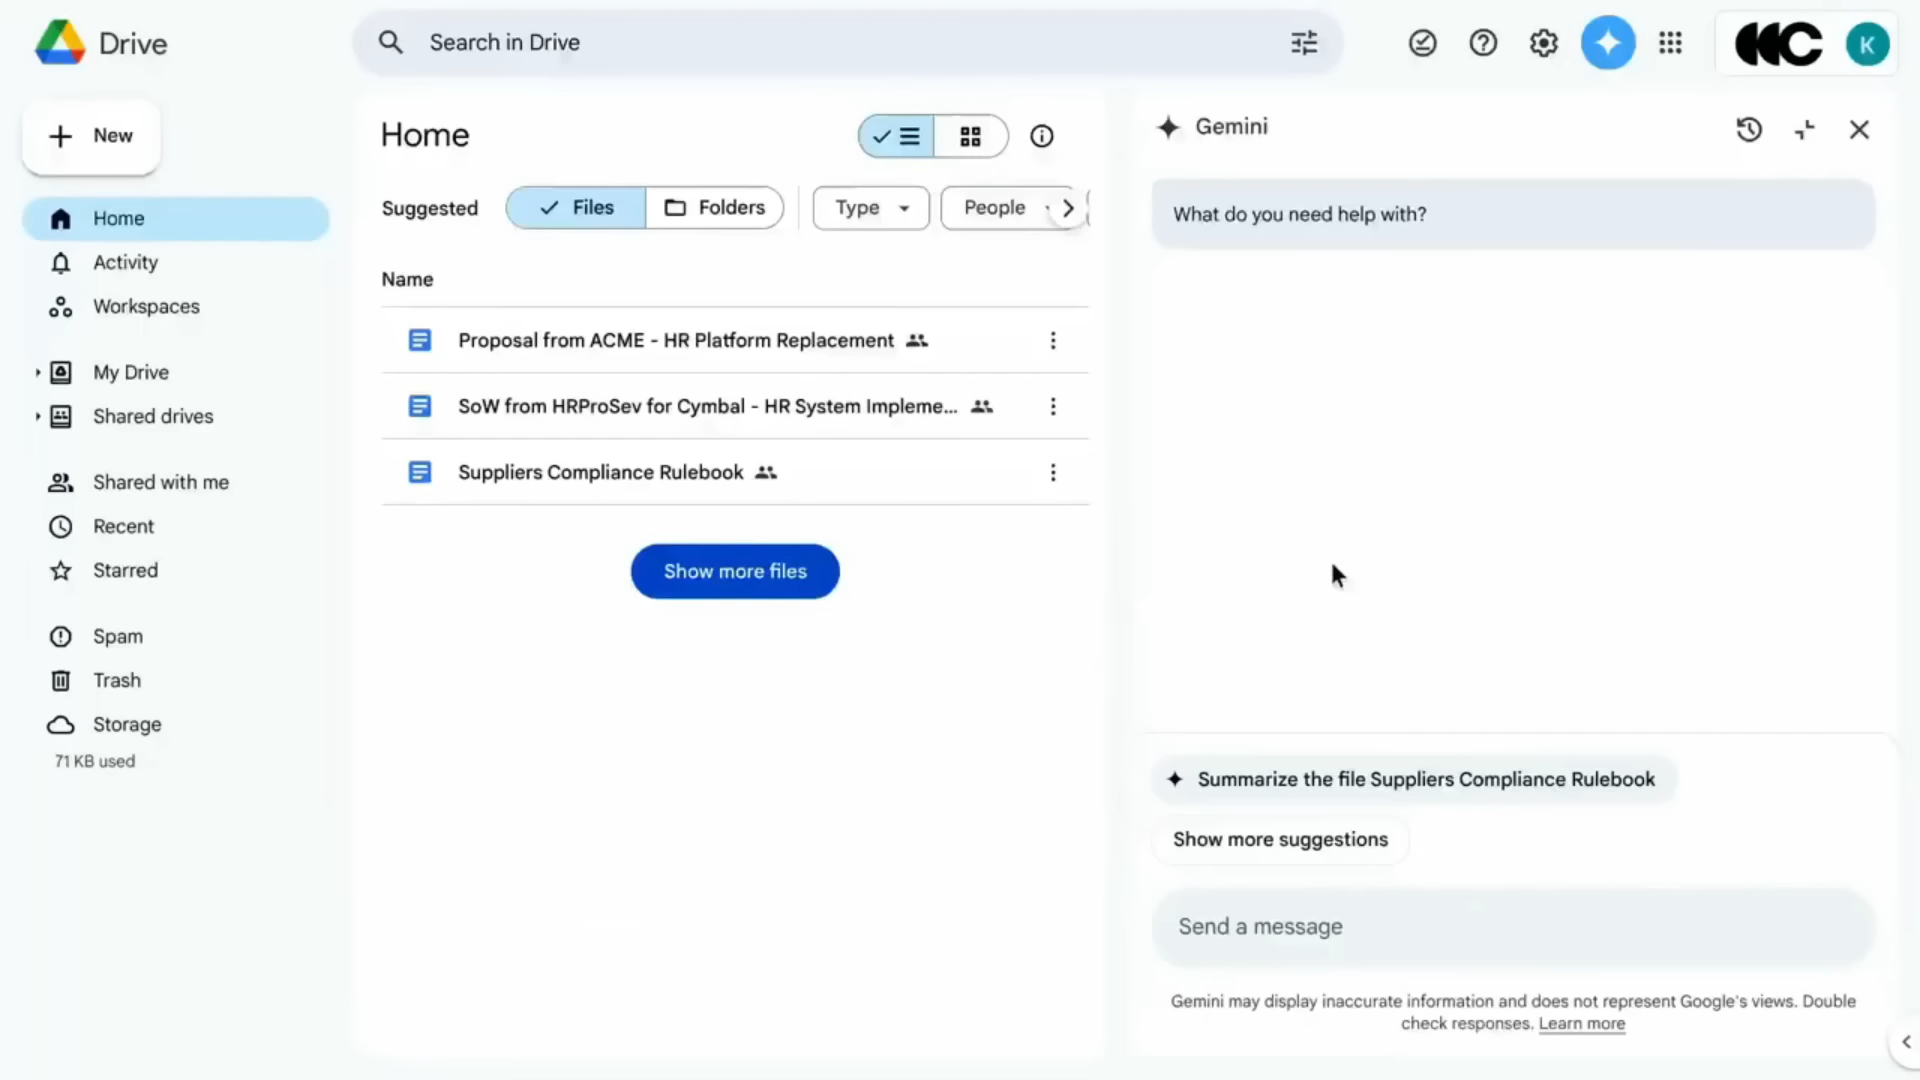 Drive
Search in Drive
K
New
Home
Activity
Workspaces
My Drive
Shared drives
Shared with me
Recent
Starred
Spam
Trash
Storage
71 KB used
Home
Suggested
Files
Folders
Type
People
Name
Proposal from ACME - HR Platform Replacement
SoW from HRProSev for Cymbal - HR System Impleme...
Suppliers Compliance Rulebook
Show more files
Gemini
What do you need help with?
Summarize the file Suppliers Compliance Rulebook
Show more suggestions
Send a message
Gemini may display inaccurate information and does not represent Google's views. Double
check responses. Learn more